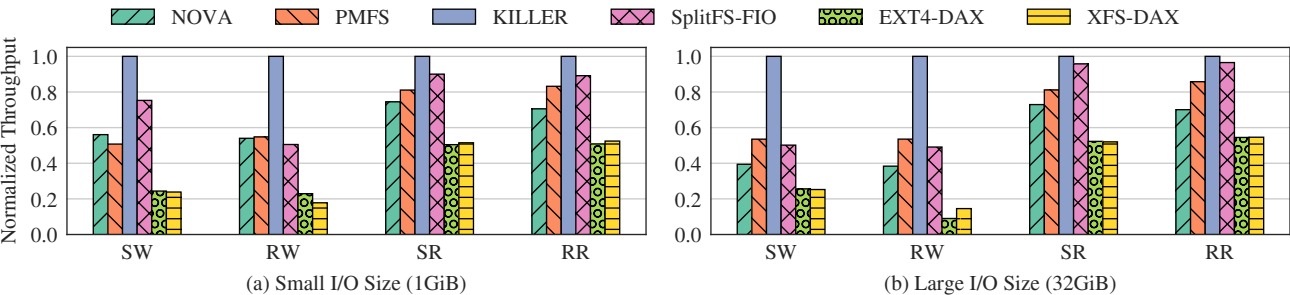 NOVA PMFS KILLER SplitFS-FIO EXT4-DAX XFS-DAX
Normalized Throughput
1.0
0.8
0.6
0.4
0.2
0.0
SW RW SR RR
(a) Small I/O Size (1GiB)
1.0
0.8
0.6
0.4
0.2
0.0
SW RW SR RR
(b) Large I/O Size (32GiB)